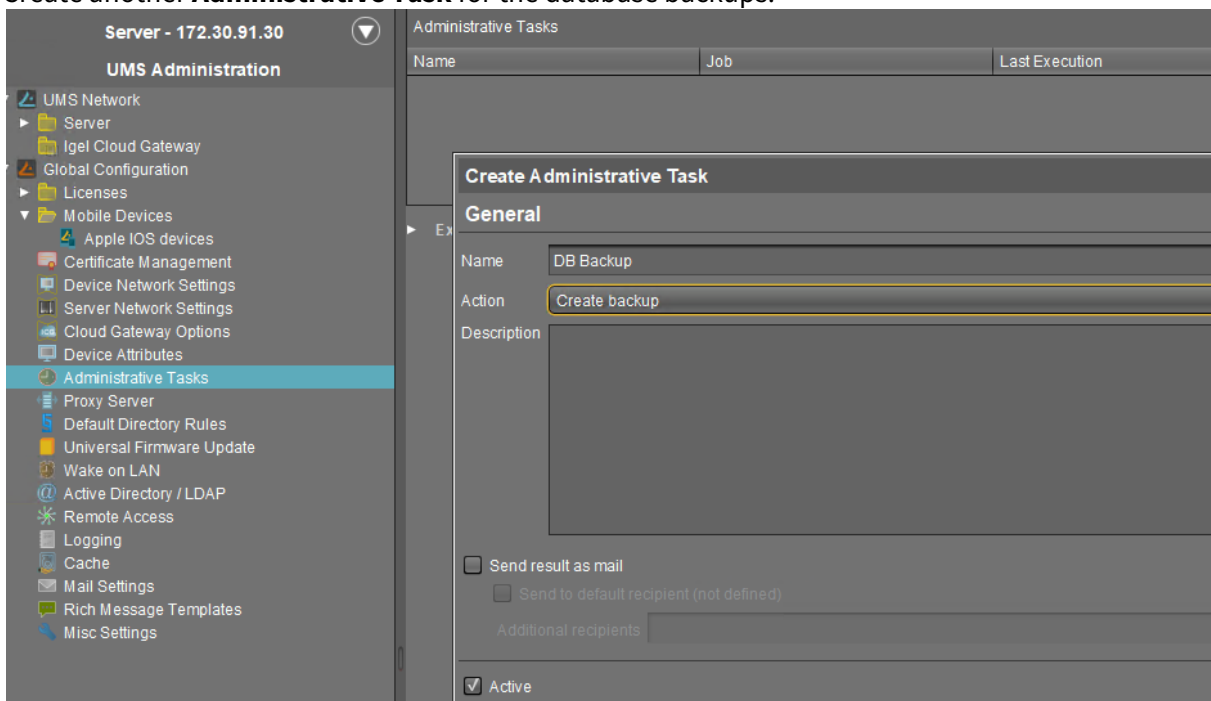 Create another Administrative Task for the database backups.
Server - 172.30.91.30
UMS Administration
UMS Network
Server
Igel Cloud Gateway
Global Configuration
Licenses
Mobile Devices
Apple IOS devices
Certificate Management
Device Network Settings
Server Network Settings
Cloud Gateway Options
Device Attributes
Administrative Tasks
Proxy Server
Default Directory Rules
Universal Firmware Update
Wake on LAN
Active Directory / LDAP
Remote Access
Logging
Cache
Mail Settings
Rich Message Templates
Misc Settings
Administrative Tasks
Name Job Last Execution
Ex
Create Administrative Task
General
Name DB Backup
Action Create backup
Description
Send result as mail
Send to default recipient (not defined)
Additional recipients
Active